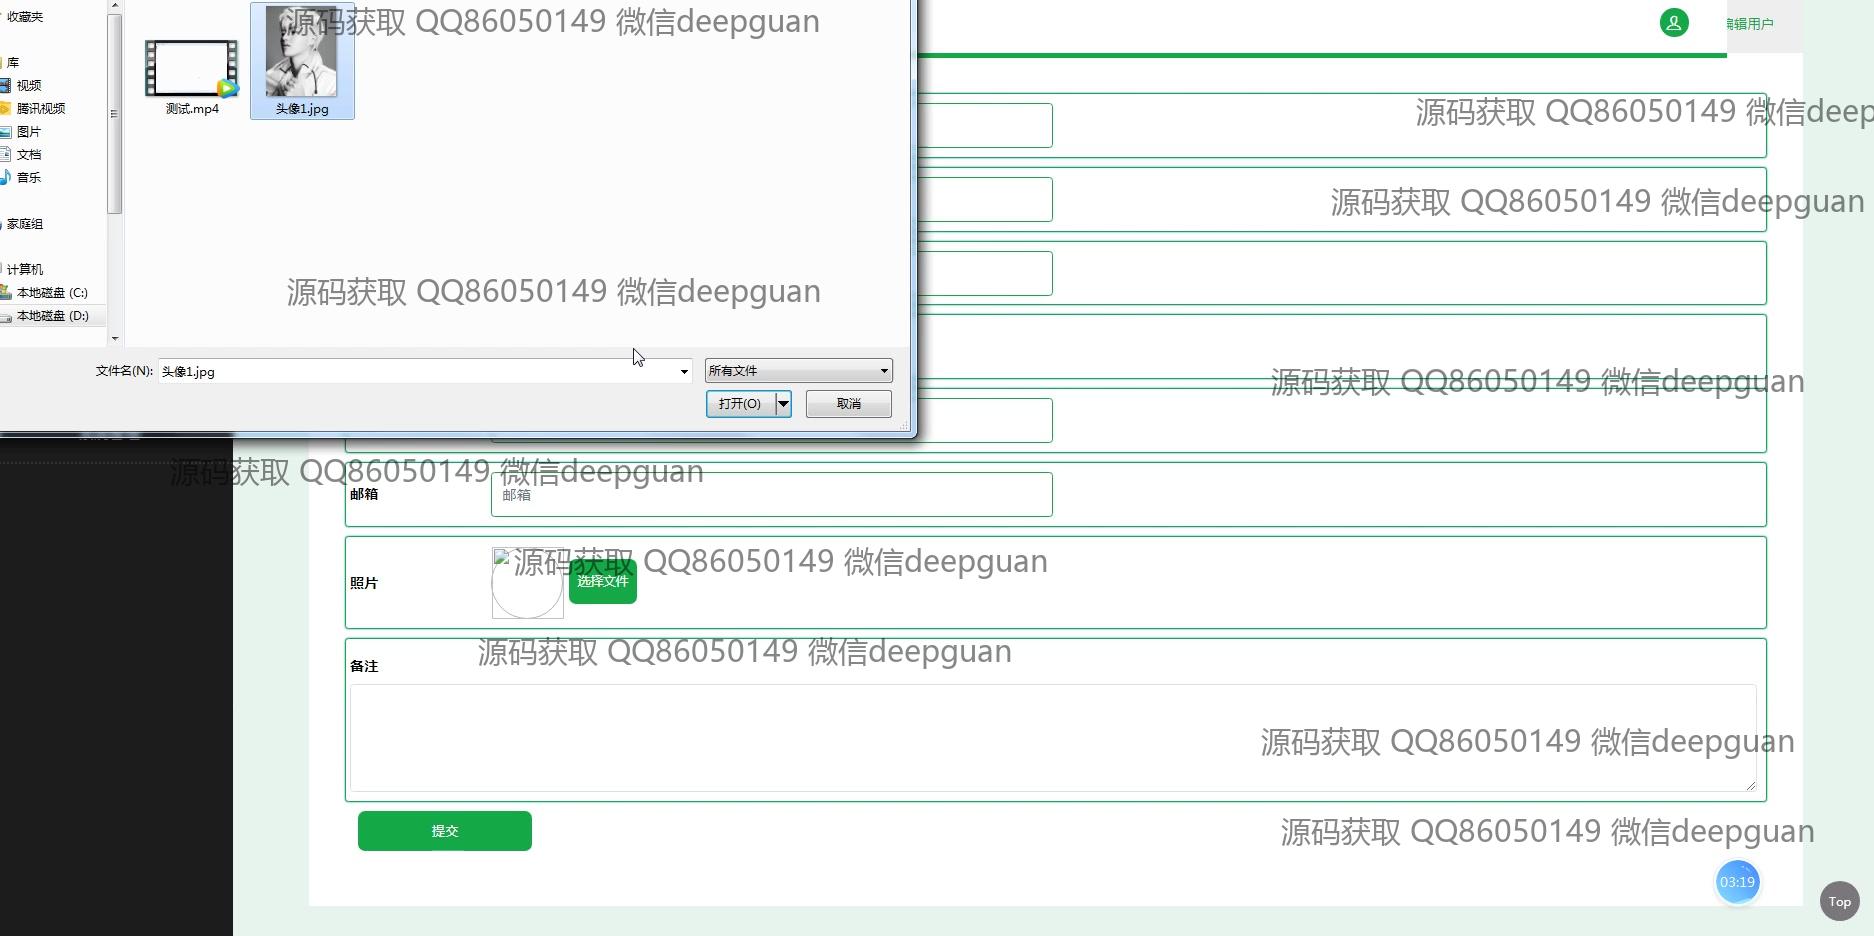 收藏夹
源码获取 QQ86050149 微信deepguan
编辑用户
库
视频
测试.mp4
头像1.jpg
腾讯视频
图片
源码获取 QQ86050149 微信deep
文档
音乐
源码获取 QQ86050149 微信deepguan
家庭组
计算机
本地磁盘 (C:)
源码获取 QQ86050149 微信deepguan
本地磁盘 (D:)
文件名(N):
头像1.jpg
所有文件
源码获取 QQ86050149 微信deepguan
打开(O)
取消
源码获取 QQ86050149 微信deepguan
邮箱
邮箱
源码获取 QQ86050149 微信deepguan
照片
选择文件
源码获取 QQ86050149 微信deepguan
备注
源码获取 QQ86050149 微信deepguan
提交
源码获取 QQ86050149 微信deepguan
03:19
Top